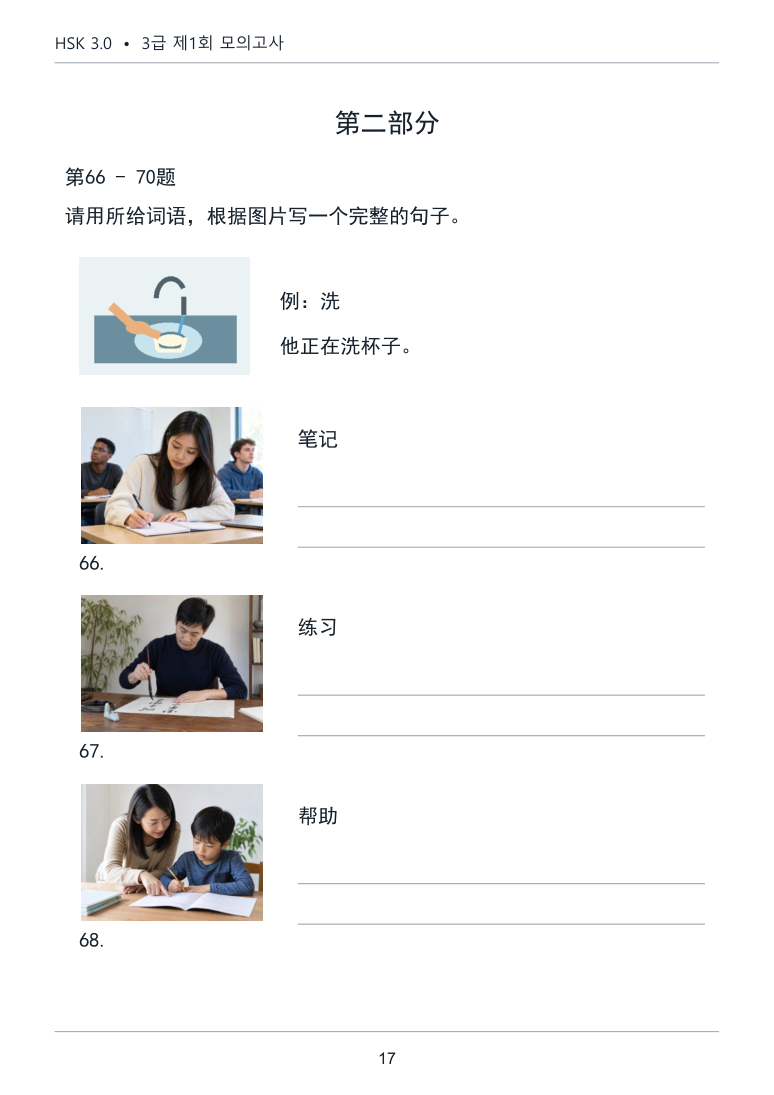 HSK 3.0 • 3급 제1회 모의고사
第二部分
第66 - 70题
请用所给词语，根据图片写一个完整的句子。
例：洗
他正在洗杯子。
笔记
66.
练习
67.
帮助
68.
17